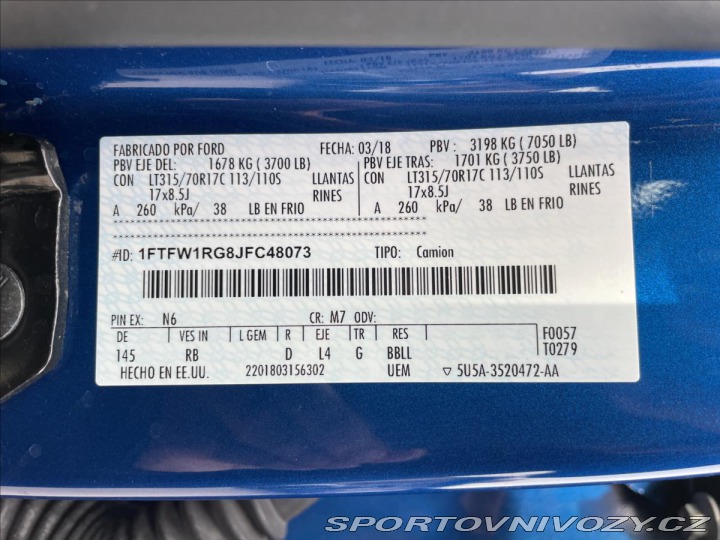 FABRICADO POR FORD FECHA: 03/18 PBV : 3198 KG ( 7050 LB)
PBV EJE DEL: 1678 KG ( 3700 LB) PBV EJE TRAS: 1701 KG ( 3750 LB)
CON LT315/70R17C 113/110S LLANTAS CON LT315/70R17C 113/110S LLANTAS
17x8.5J RINES 17x8.5J RINES
A 260 kPa/ 38 LB EN FRIO A 260 kPa/ 38 LB EN FRIO
#ID: 1FTFW1RG8JFC48073 TIPO: Camion
PIN EX: N6 CR: M7 ODV:
DE VES IN L GEM R EJE TR RES F0057
145 RB D L4 G BBLL T0279
HECHO EN EE.UU. 2201803156302 UEM ▽ 5U5A-3520472-AA
SPORTOVNIVOZY.CZ